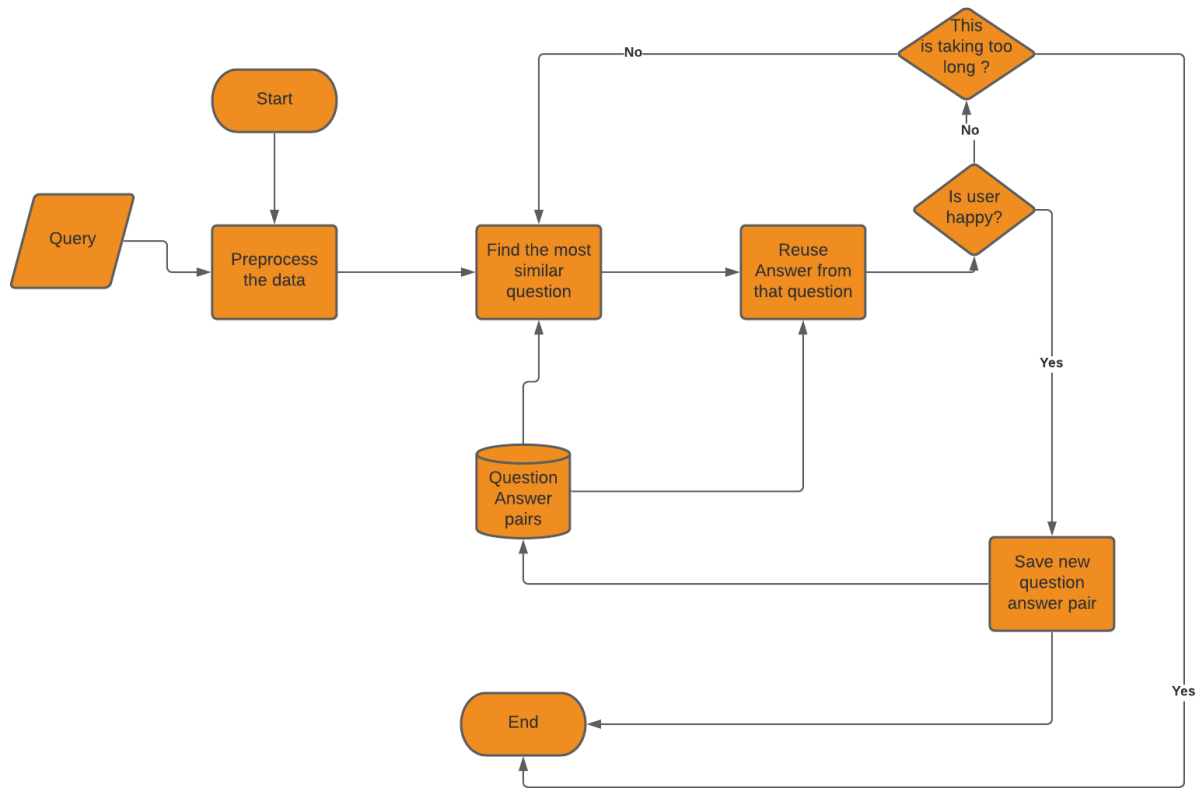 This
is taking too
long ?
No
Start
No
Query
Preprocess
the data
Find the most
similar
question
Reuse
Answer from
that question
Is user
happy?
Yes
Question
Answer
pairs
Save new
question
answer pair
Yes
End